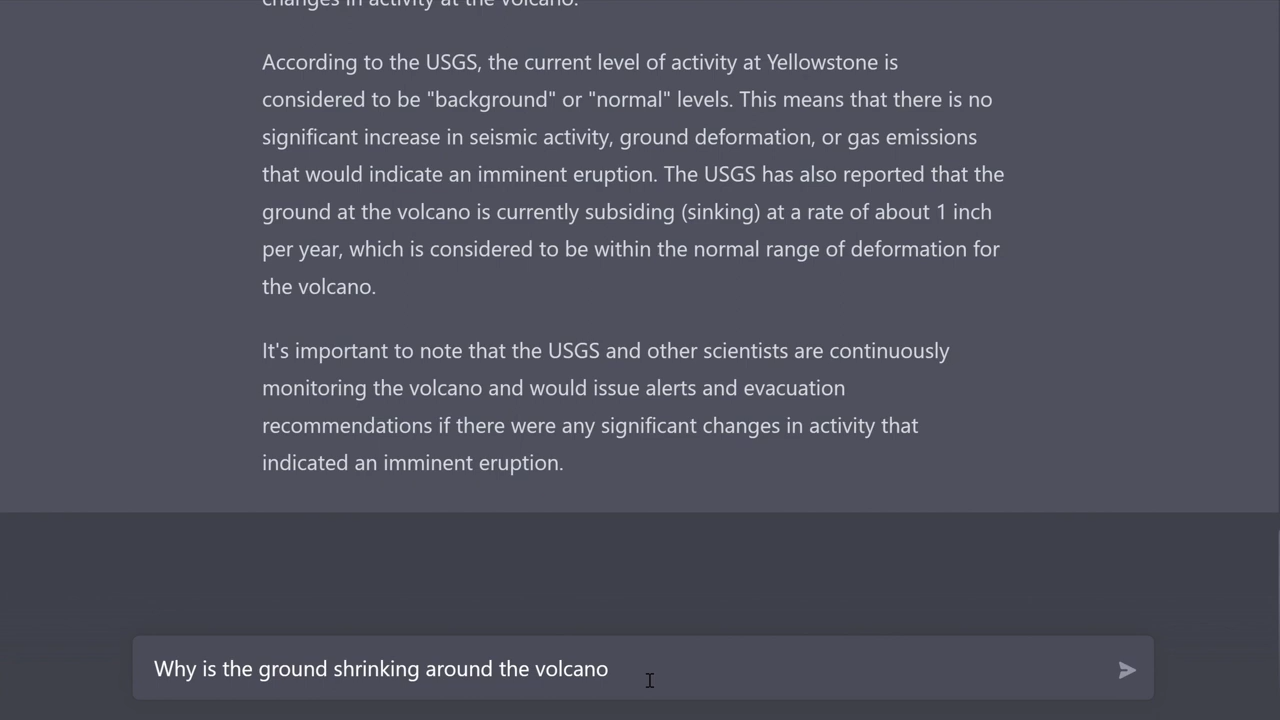 changes in activity at the volcano.
According to the USGS, the current level of activity at Yellowstone is
considered to be "background" or "normal" levels. This means that there is no
significant increase in seismic activity, ground deformation, or gas emissions
that would indicate an imminent eruption. The USGS has also reported that the
ground at the volcano is currently subsiding (sinking) at a rate of about 1 inch
per year, which is considered to be within the normal range of deformation for
the volcano.
It's important to note that the USGS and other scientists are continuously
monitoring the volcano and would issue alerts and evacuation
recommendations if there were any significant changes in activity that
indicated an imminent eruption.
Why is the ground shrinking around the volcano